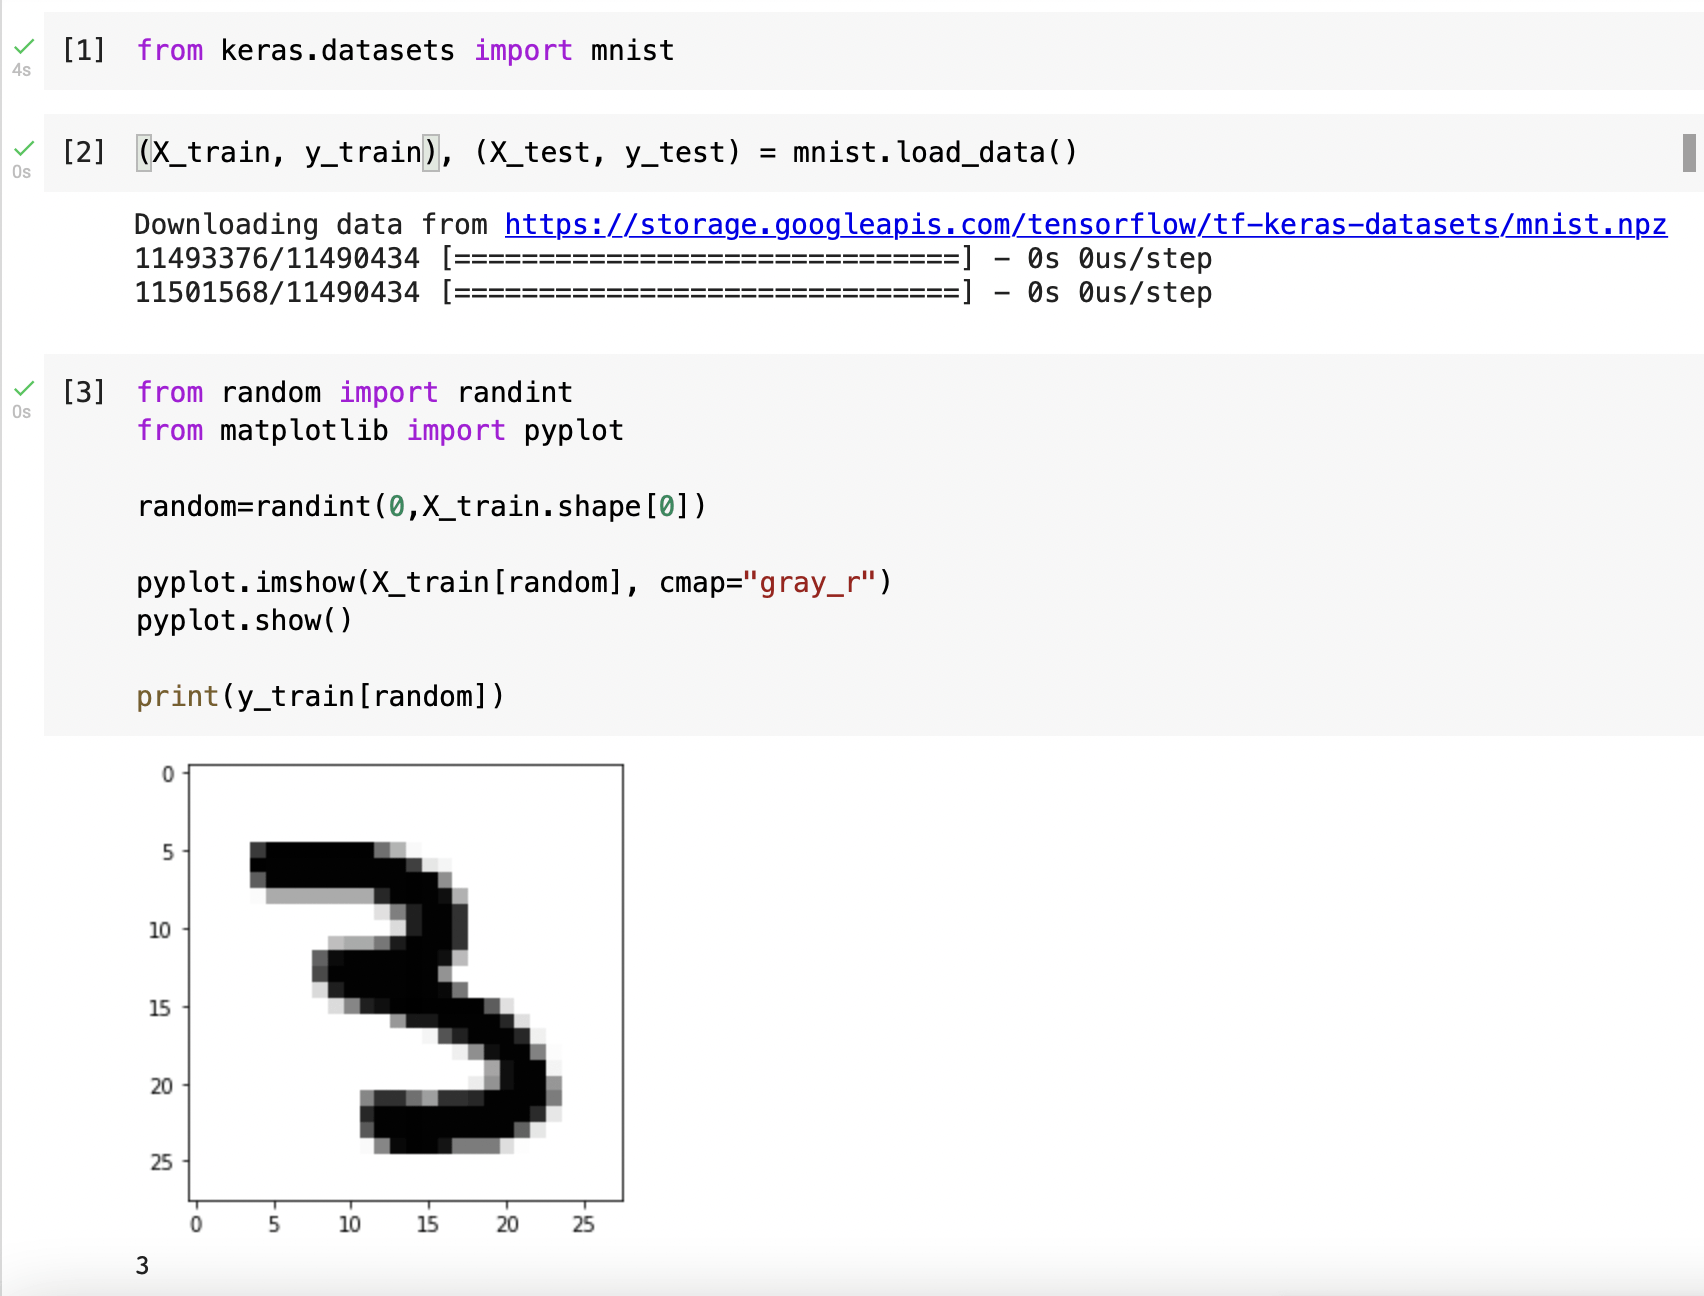 [1] from keras.datasets import mnist
4s
[2] (X_train, y_train), (X_test, y_test) = mnist.load_data()
0s
Downloading data from https://storage.googleapis.com/tensorflow/tf-keras-datasets/mnist.npz
11493376/11490434 [==============================] - 0s 0us/step
11501568/11490434 [==============================] - 0s 0us/step
[3] from random import randint
0s
from matplotlib import pyplot
random=randint(0,X_train.shape[0])
pyplot.imshow(X_train[random], cmap="gray_r")
pyplot.show()
print(y_train[random])
0
5
10
15
20
25
0 5 10 15 20 25
3
3